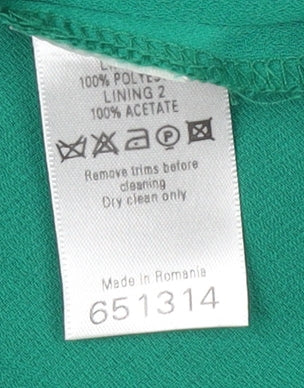 100% POLYES
LINING 2
100% ACETATE
P
Remove trims before
cleaning
Dry clean only
Made in Romania
651314